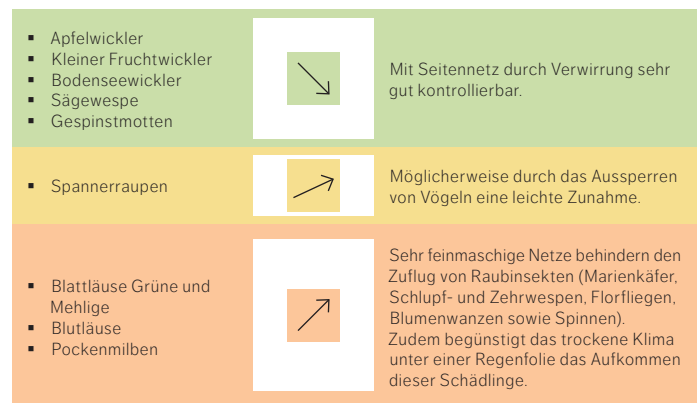 ▪ Apfelwickler
▪ Kleiner Fruchtwickler
▪ Bodenseewickler
▪ Sägewespe
▪ Gespinstmotten
Mit Seitennetz durch Verwirrung sehr
gut kontrollierbar.
▪ Spannerraupen
Möglicherweise durch das Aussperren
von Vögeln eine leichte Zunahme.
▪ Blattläuse Grüne und
Mehlige
▪ Blutläuse
▪ Pockenmilben
Sehr feinmaschige Netze behindern den
Zuflug von Raubinsekten (Marienkäfer,
Schlupf- und Zehrwespen, Florfliegen,
Blumenwanzen sowie Spinnen).
Zudem begünstigt das trockene Klima
unter einer Regenfolie das Aufkommen
dieser Schädlinge.